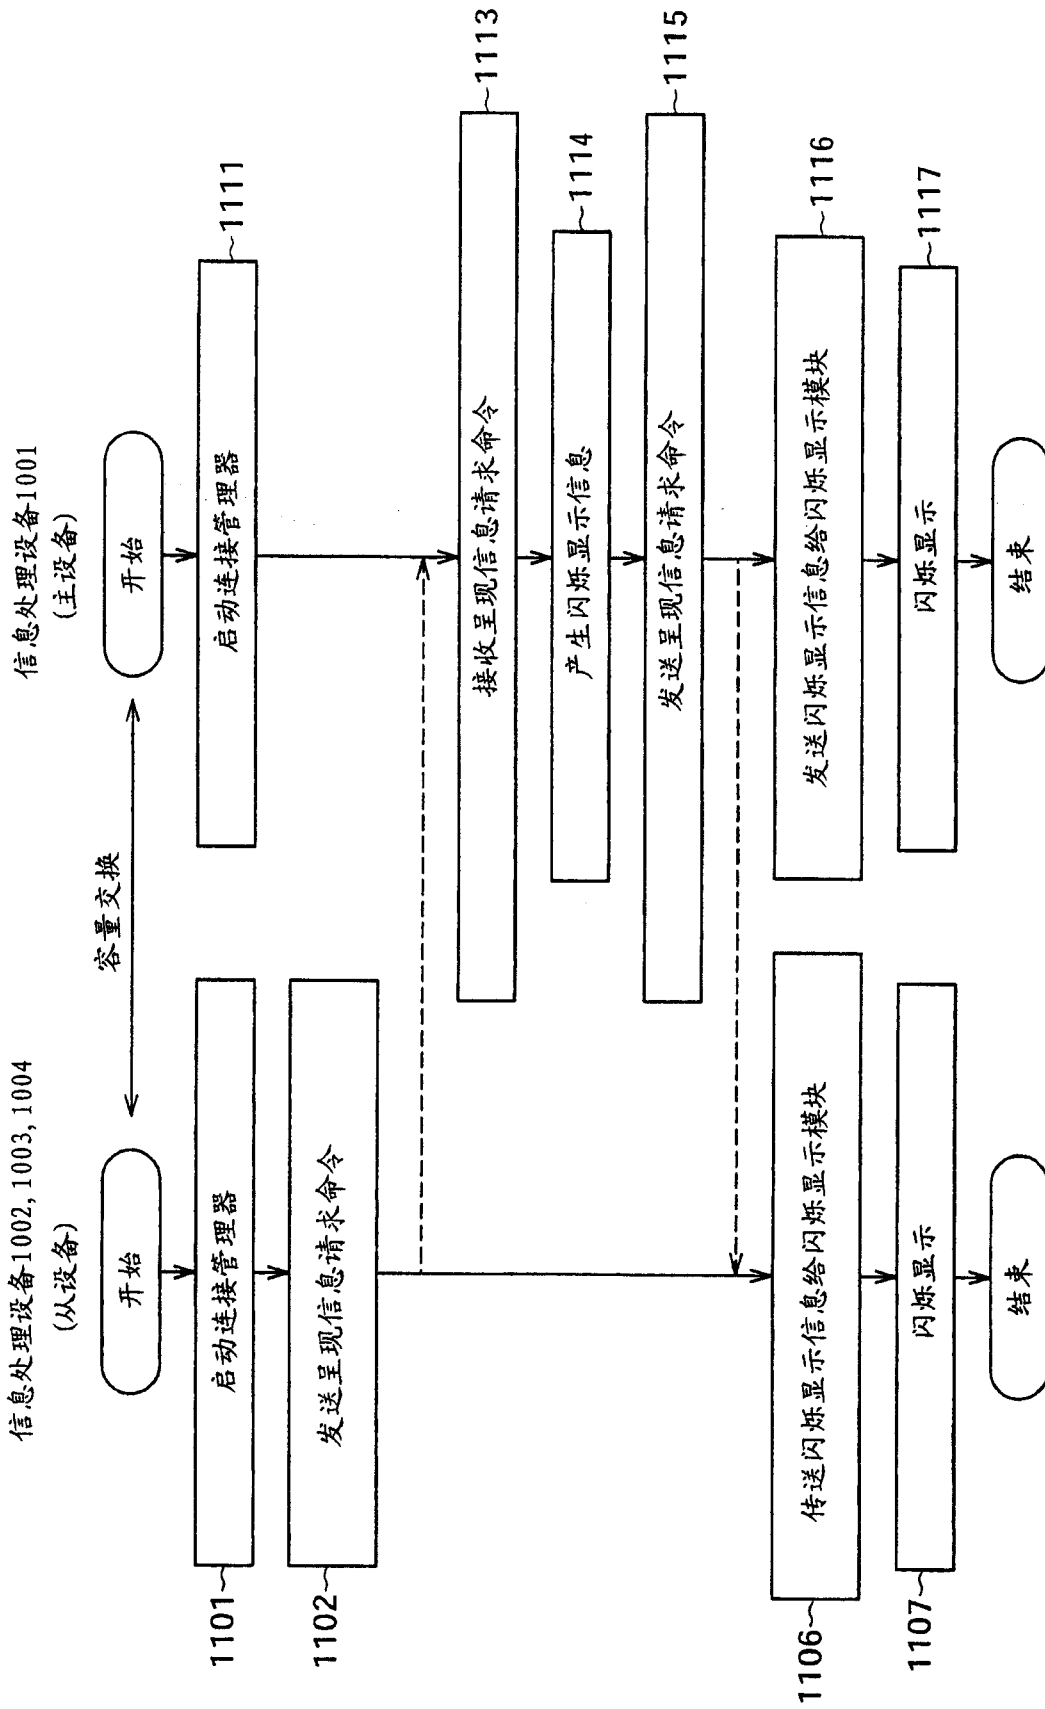 信息处理设备1002,1003,1004
(从设备)
信息处理设备1001
(主设备)
容量交换
开始
启动连接管理器
1101
发送呈现信息请求命令
1102
传送闪烁显示信息给闪烁显示模块
1106
闪烁显示
1107
结束
开始
启动连接管理器
1111
接收呈现信息请求命令
1113
产生闪烁显示信息
1114
发送呈现信息请求命令
1115
发送闪烁显示信息给闪烁显示模块
1116
闪烁显示
1117
结束